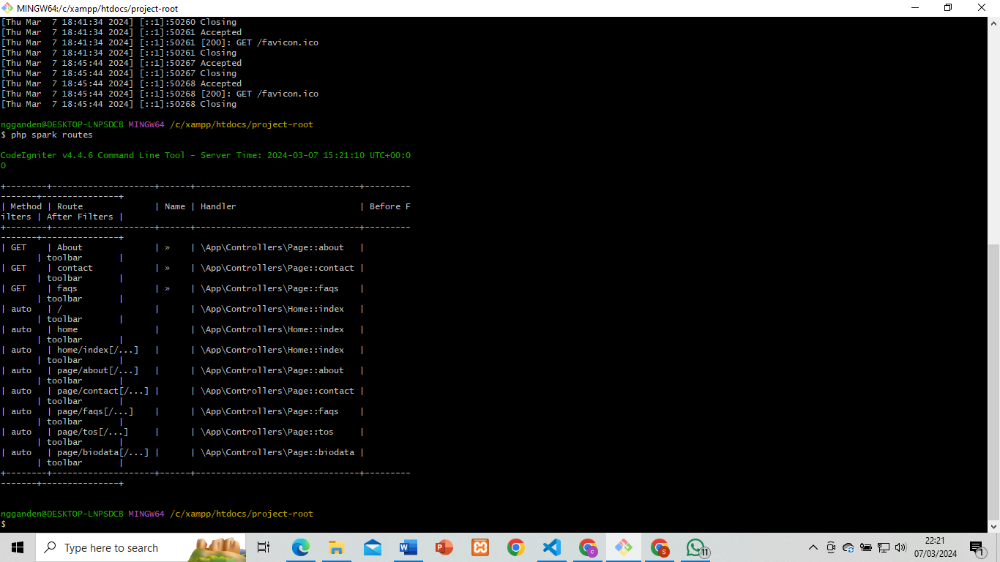 MINGW64:/c/xampp/htdocs/project-root
[Thu Mar  7 18:41:34 2024] [::1]:50260 Closing
[Thu Mar  7 18:41:34 2024] [::1]:50261 Accepted
[Thu Mar  7 18:41:34 2024] [::1]:50261 [200]: GET /favicon.ico
[Thu Mar  7 18:41:34 2024] [::1]:50261 Closing
[Thu Mar  7 18:45:44 2024] [::1]:50267 Accepted
[Thu Mar  7 18:45:44 2024] [::1]:50267 Closing
[Thu Mar  7 18:45:44 2024] [::1]:50268 Accepted
[Thu Mar  7 18:45:44 2024] [::1]:50268 [200]: GET /favicon.ico
[Thu Mar  7 18:45:44 2024] [::1]:50268 Closing
ngganden@DESKTOP-LNPSDCB MINGW64 /c/xampp/htdocs/project-root
$ php spark routes
CodeIgniter v4.4.6 Command Line Tool - Server Time: 2024-03-07 15:21:10 UTC+00:0
0
+--------+--------------------+------+--------------------------------+---------
-------+---------------+
| Method | Route              | Name | Handler                        | Before F
ilters | After Filters |
+--------+--------------------+------+--------------------------------+---------
-------+---------------+
| GET    | About              | »    | \App\Controllers\Page::about   |
       | toolbar       |
| GET    | contact            | »    | \App\Controllers\Page::contact |
       | toolbar       |
| GET    | faqs               | »    | \App\Controllers\Page::faqs    |
       | toolbar       |
| auto   | /                  |      | \App\Controllers\Home::index   |
       | toolbar       |
| auto   | home               |      | \App\Controllers\Home::index   |
       | toolbar       |
| auto   | home/index[/...]   |      | \App\Controllers\Home::index   |
       | toolbar       |
| auto   | page/about[/...]   |      | \App\Controllers\Page::about   |
       | toolbar       |
| auto   | page/contact[/...] |      | \App\Controllers\Page::contact |
       | toolbar       |
| auto   | page/faqs[/...]    |      | \App\Controllers\Page::faqs    |
       | toolbar       |
| auto   | page/tos[/...]     |      | \App\Controllers\Page::tos     |
       | toolbar       |
| auto   | page/biodata[/...] |      | \App\Controllers\Page::biodata |
       | toolbar       |
+--------+--------------------+------+--------------------------------+---------
-------+---------------+
ngganden@DESKTOP-LNPSDCB MINGW64 /c/xampp/htdocs/project-root
$
Type here to search
11
22:21
07/03/2024
1